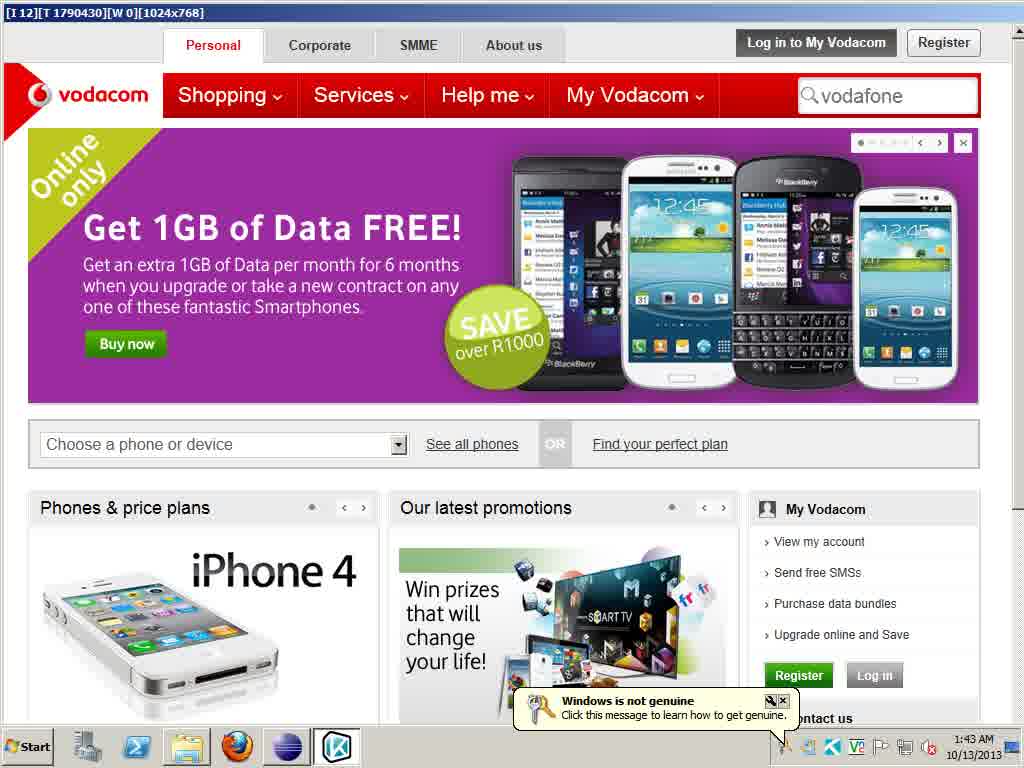 [I 12][T 1790430][W 0][1024x768]
Personal
Corporate
SMME
About us
Log in to My Vodacom
Register
vodacom
Shopping
Services
Help me
My Vodacom
vodafone
Online
only
Get 1GB of Data FREE!
Get an extra 1GB of Data per month for 6 months
when you upgrade or take a new contract on any
one of these fantastic Smartphones.
Buy now
SAVE
over R1000
BlackBerry
12:45
BlackBerry
12:45
Choose a phone or device
See all phones
OR
Find your perfect plan
Phones & price plans
iPhone 4
Our latest promotions
Win prizes
that will
change
your life!
SMART TV
My Vodacom
View my account
Send free SMSs
Purchase data bundles
Upgrade online and Save
Register
Log in
ontact us
Windows is not genuine
Click this message to learn how to get genuine.
Start
1:43 AM
10/13/2013